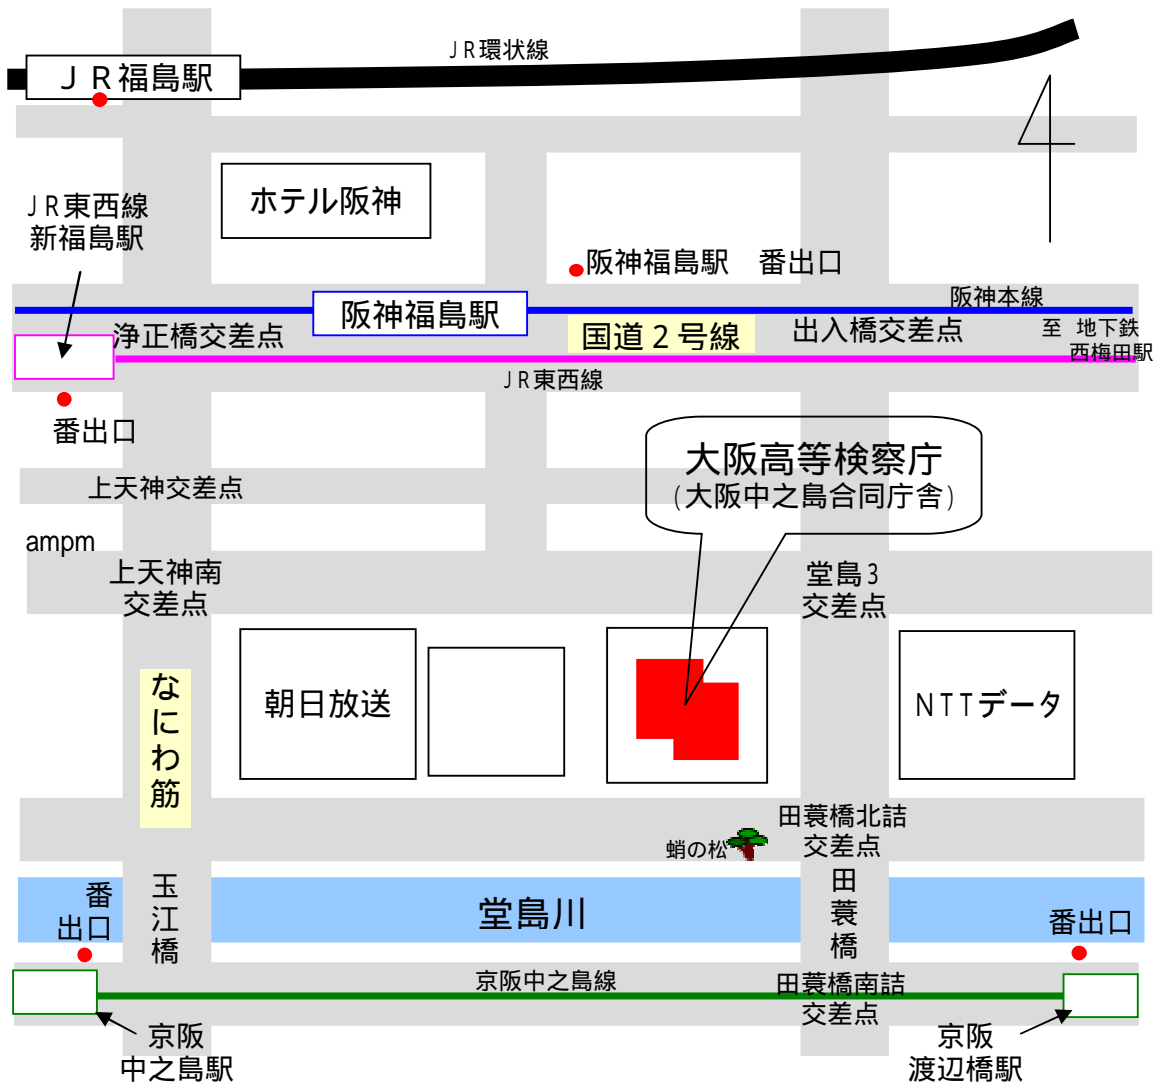 ＪＲ環状線
ＪＲ福島駅
ホテル阪神
ＪＲ東西線
新福島駅
阪神福島駅　番出口
阪神本線
阪神福島駅
浄正橋交差点
国道２号線
出入橋交差点
至 地下鉄
西梅田駅
ＪＲ東西線
番出口
大阪高等検察庁
(大阪中之島合同庁舎)
上天神交差点
ampm
上天神南
交差点
堂島3
交差点
なにわ筋
朝日放送
NTTデータ
田蓑橋北詰
交差点
蛸の松
番
出口
玉江橋
堂島川
田蓑橋
番出口
京阪中之島線
田蓑橋南詰
交差点
京阪
中之島駅
京阪
渡辺橋駅